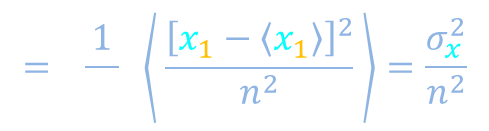 = 1/ ⟨[x₁ − ⟨x₁⟩]²/n²⟩ = σₓ²/n²